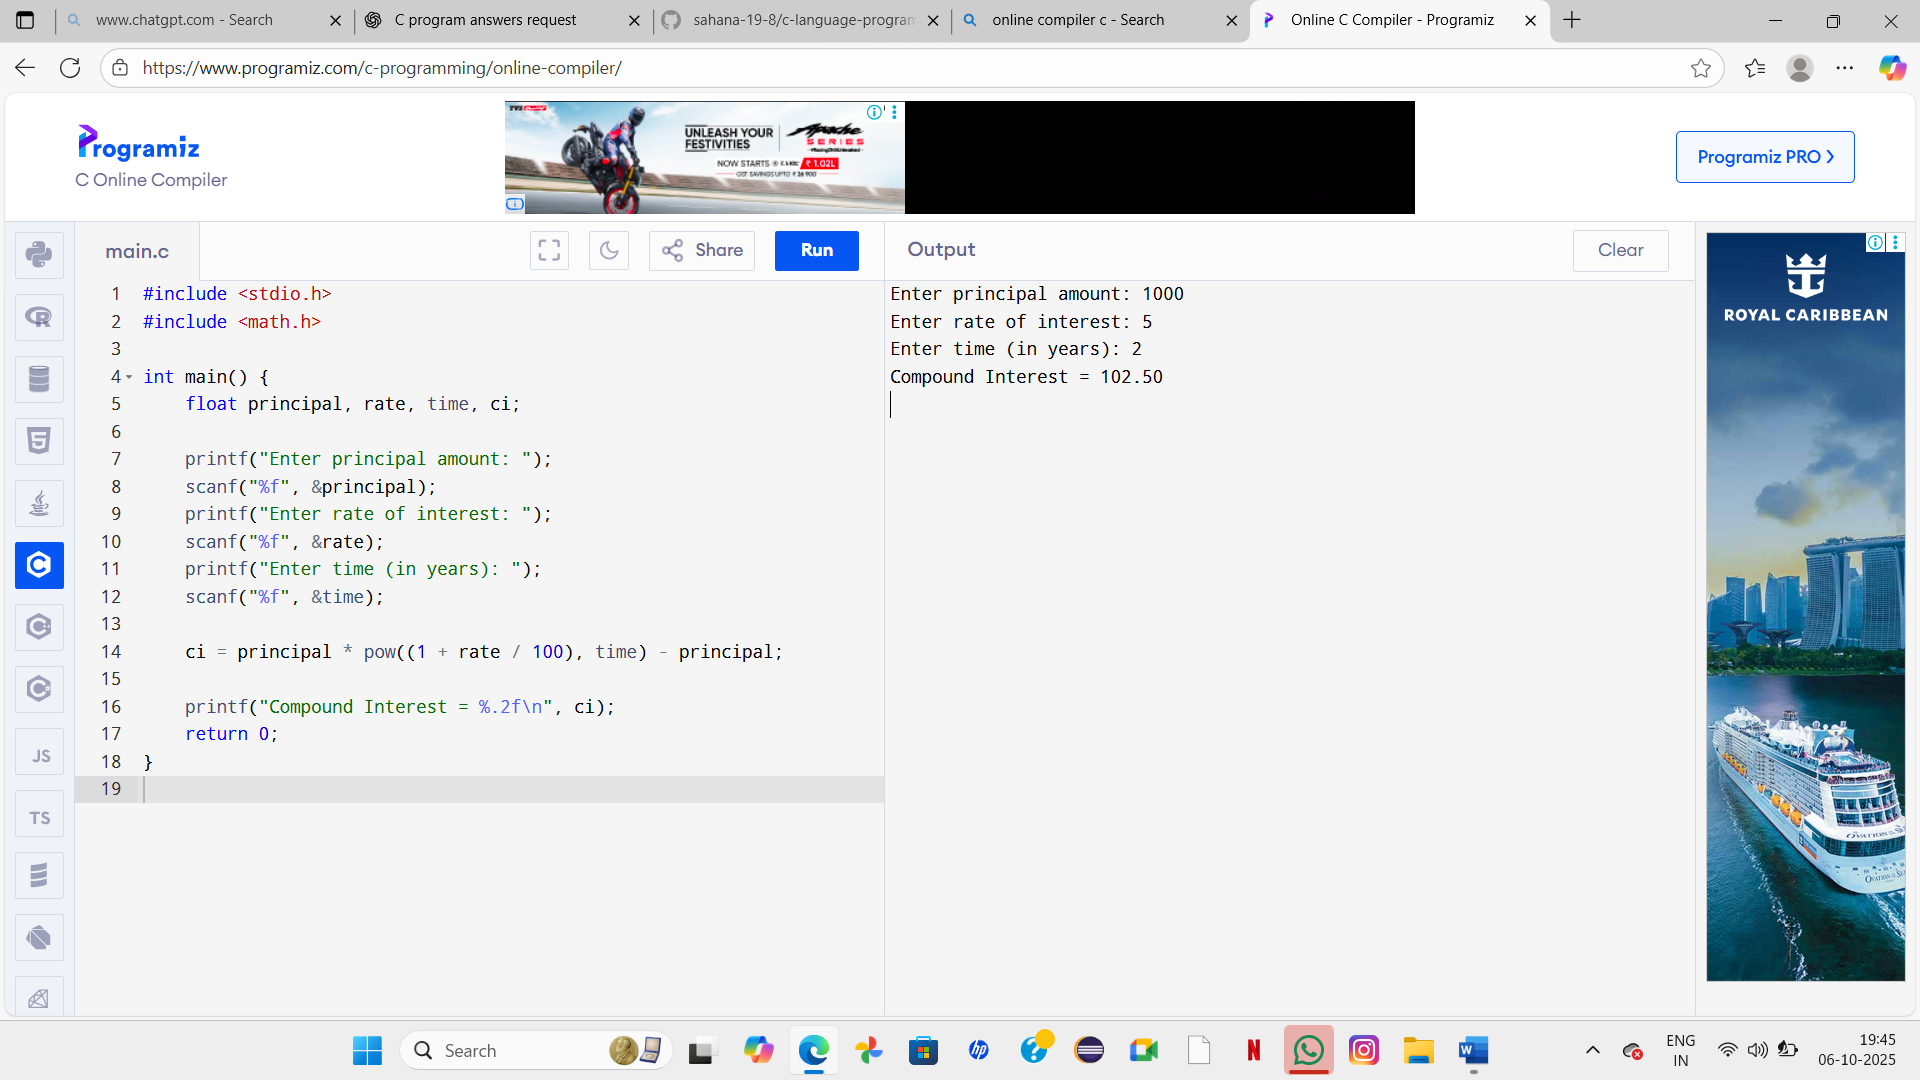 www.chatgpt.com - Search
C program answers request
sahana-19-8/c-language-program
online compiler c - Search
Online C Compiler - Programiz
https://www.programiz.com/c-programming/online-compiler/
Programiz
C Online Compiler
UNLEASH YOUR
FESTIVITIES
Apache
SERIES
NOW STARTS @
₹ 1.02L
GST SAVINGS UPTO ₹ 26 900
Programiz PRO
main.c
Share
Run
Output
Clear
1 #include <stdio.h>
2 #include <math.h>
3
4 int main() {
5 float principal, rate, time, ci;
6
7 printf("Enter principal amount: ");
8 scanf("%f", &principal);
9 printf("Enter rate of interest: ");
10 scanf("%f", &rate);
11 printf("Enter time (in years): ");
12 scanf("%f", &time);
13
14 ci = principal * pow((1 + rate / 100), time) - principal;
15
16 printf("Compound Interest = %.2f\n", ci);
17 return 0;
18 }
19
Enter principal amount: 1000
Enter rate of interest: 5
Enter time (in years): 2
Compound Interest = 102.50
ROYAL CARIBBEAN
JS
TS
Search
ENG
IN
19:45
06-10-2025